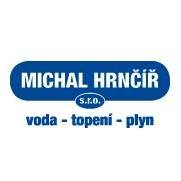 MICHAL HRNČÍŘ
s.r.o.
voda - topení - plyn